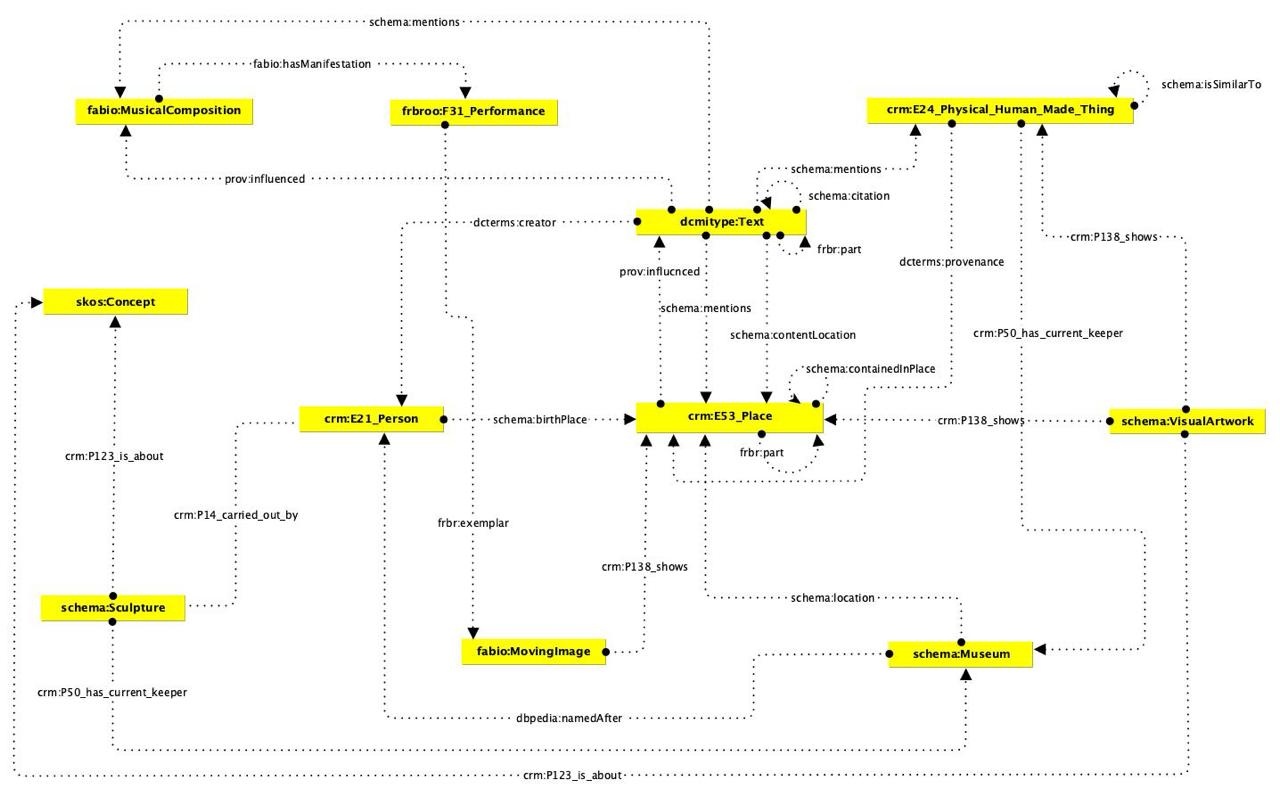 schema:mentions
fabio:hasManifestation
schema:isSimilarTo
fabio:MusicalComposition
frbroo:F31_Performance
crm:E24_Physical_Human_Made_Thing
schema:mentions
prov:influenced
schema:citation
dcterms:creator
dcmitype:Text
crm:P138_shows
frbr:part
dcterms:provenance
prov:influcnced
skos:Concept
schema:mentions
schema:contentLocation
crm:P50_has_current_keeper
schema:containedInPlace
crm:E21_Person
schema:birthPlace
crm:E53_Place
crm:P138_shows
schema:VisualArtwork
crm:P123_is_about
frbr:part
crm:P14_carried_out_by
frbr:exemplar
crm:P138_shows
schema:location
schema:Sculpture
fabio:MovingImage
schema:Museum
crm:P50_has_current_keeper
dbpedia:namedAfter
crm:P123_is_about